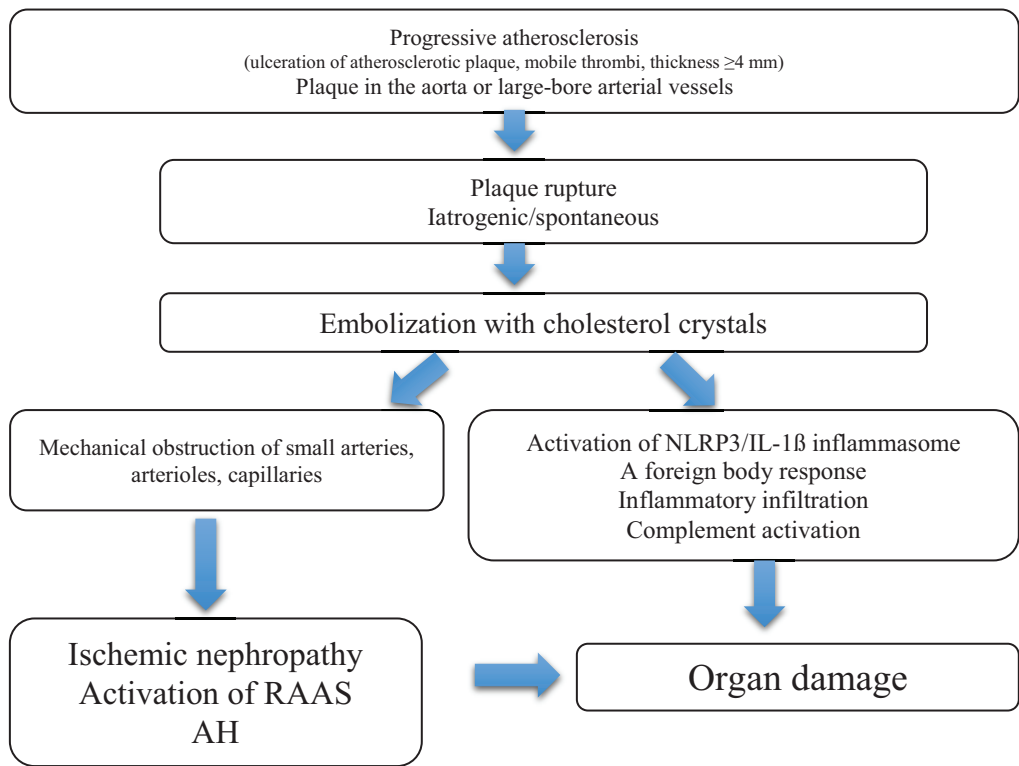 Progressive atherosclerosis
(ulceration of atherosclerotic plaque, mobile thrombi, thickness ≥4 mm)
Plaque in the aorta or large-bore arterial vessels
Plaque rupture
Iatrogenic/spontaneous
Embolization with cholesterol crystals
Mechanical obstruction of small arteries,
arterioles, capillaries
Activation of NLRP3/IL-1ß inflammasome
A foreign body response
Inflammatory infiltration
Complement activation
Ischemic nephropathy
Activation of RAAS
AH
Organ damage